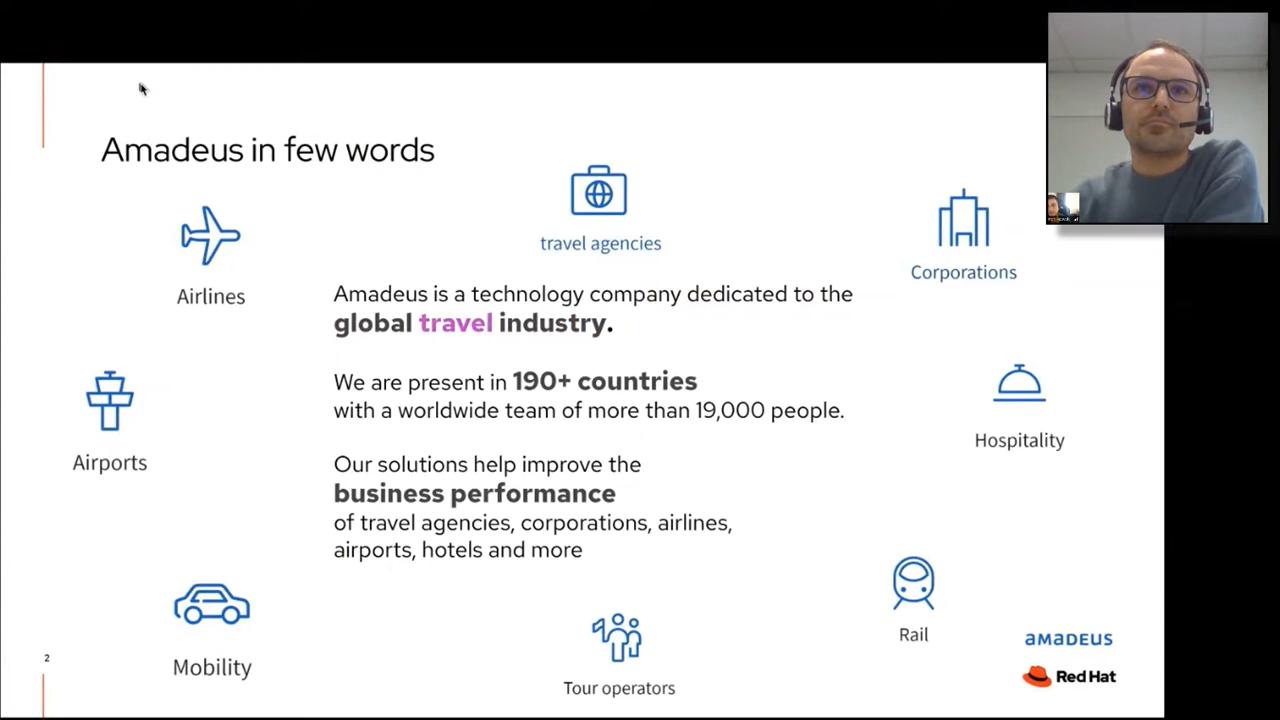 Amadeus in few words
travel agencies
Corporations
Airlines
Amadeus is a technology company dedicated to the
global travel industry.
We are present in 190+ countries
with a worldwide team of more than 19,000 people.
Airports
Hospitality
Our solutions help improve the
business performance
of travel agencies, corporations, airlines,
airports, hotels and more
Mobility
Tour operators
Rail
amadeus
Red Hat
2